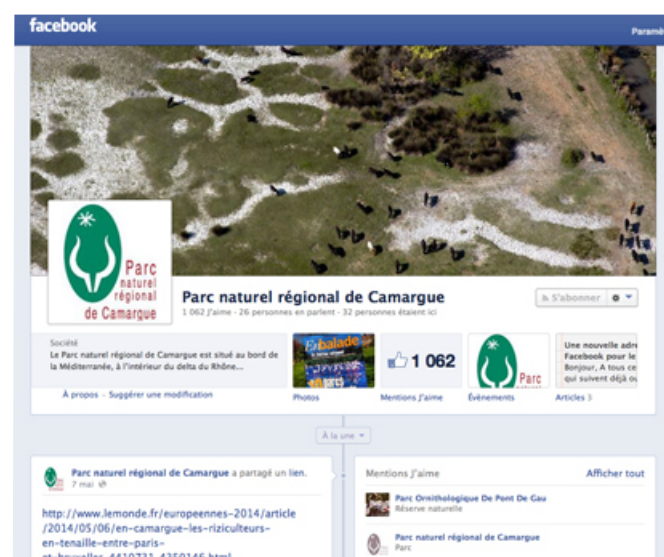 facebook
Paramè
Parc
naturel
régional
de Camargue
Parc naturel régional de Camargue
1 062 J'aime · 26 personnes en parlent · 32 personnes étaient ici
S'abonner
Société
Le Parc naturel régional de Camargue est situé au bord de
la Méditerranée, à l'intérieur du delta du Rhône...
À propos - Suggérer une modification
Photos
1 062
Mentions J'aime
Parc
Évènements
Une nouvelle adre
Facebook pour le
Bonjour, A tous ce
qui suivent déjà ou
Articles 3
À la une
Parc naturel régional de Camargue a partagé un lien.
7 mai
http://www.lemonde.fr/europeennes-2014/article
/2014/05/06/en-camargue-les-riziculteurs-
en-tenaille-entre-paris-
et-bruxelles_4410731_4350146.html
Mentions J'aime
Afficher tout
Parc Ornithologique De Pont De Gau
Réserve naturelle
Parc naturel régional de Camargue
Parc